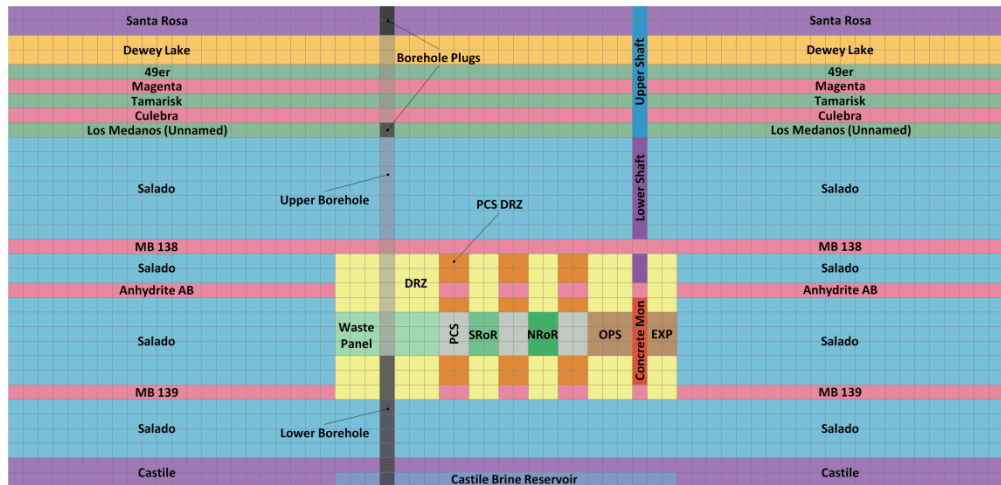 Santa Rosa
Santa Rosa
Dewey Lake
Dewey Lake
Borehole Plugs
Upper Shaft
49er
49er
Magenta
Magenta
Tamarisk
Tamarisk
Culebra
Culebra
Los Medanos (Unnamed)
Los Medanos (Unnamed)
Salado
Upper Borehole
PCS DRZ
Lower Shaft
Salado
MB 138
MB 138
Salado
DRZ
Salado
Anhydrite AB
Anhydrite AB
Salado
Waste
Panel
PCS
SRoR
NRoR
OPS
Concrete Mon
EXP
Salado
MB 139
MB 139
Salado
Lower Borehole
Salado
Castile
Castile Brine Reservoir
Castile